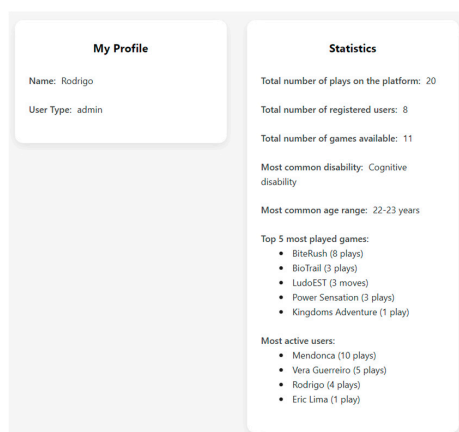 My Profile
Name: Rodrigo
User Type: admin
Statistics
Total number of plays on the platform: 20
Total number of registered users: 8
Total number of games available: 11
Most common disability: Cognitive
disability
Most common age range: 22-23 years
Top 5 most played games:
• BiteRush (8 plays)
• BioTrail (3 plays)
• LudoEST (3 moves)
• Power Sensation (3 plays)
• Kingdoms Adventure (1 play)
Most active users:
• Mendonca (10 plays)
• Vera Guerreiro (5 plays)
• Rodrigo (4 plays)
• Eric Lima (1 play)